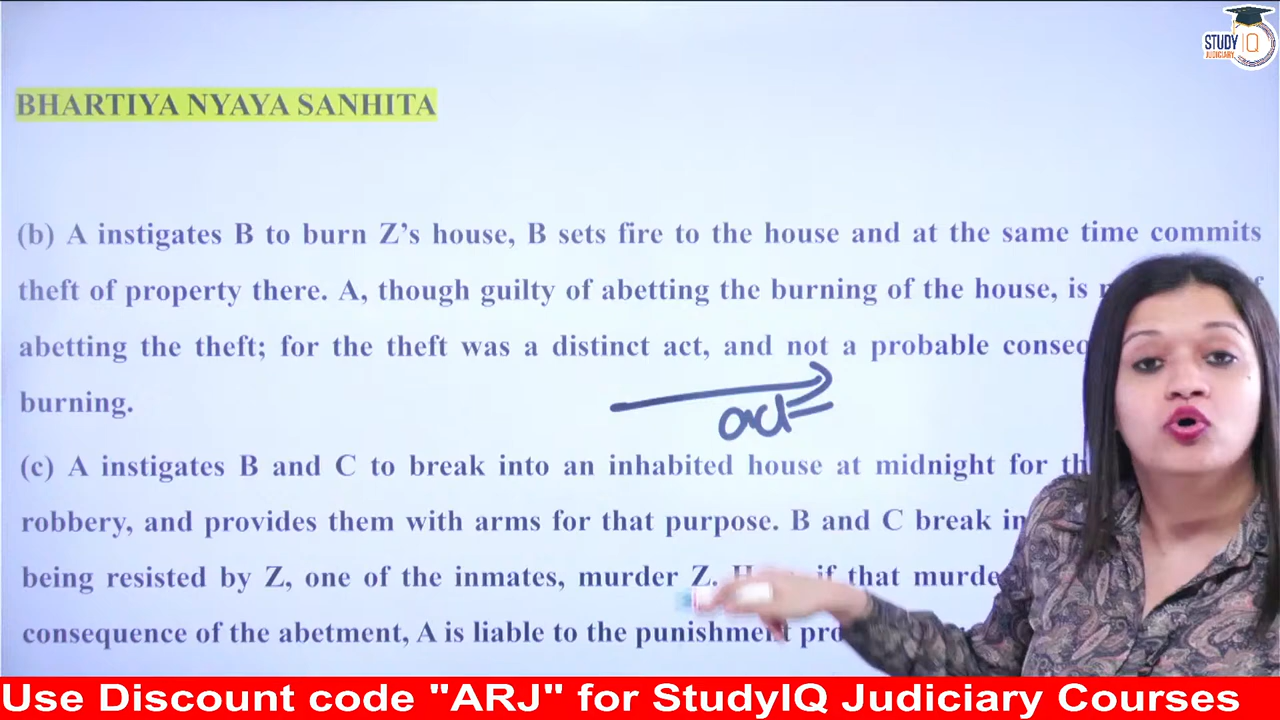 STUDY IQ
JUDICIARY
BHARTIYA NYAYA SANHITA
(b) A instigates B to burn Z’s house, B sets fire to the house and at the same time commits
theft of property there. A, though guilty of abetting the burning of the house, is
abetting the theft; for the theft was a distinct act, and not a probable
burning.
act
(c) A instigates B and C to break into an inhabited house at midnight for
robbery, and provides them with arms for that purpose. B and C break
being resisted by Z, one of the inmates, murder Z. if that
consequence of the abetment, A is liable to the punishment
Use Discount code "ARJ" for StudyIQ Judiciary Courses